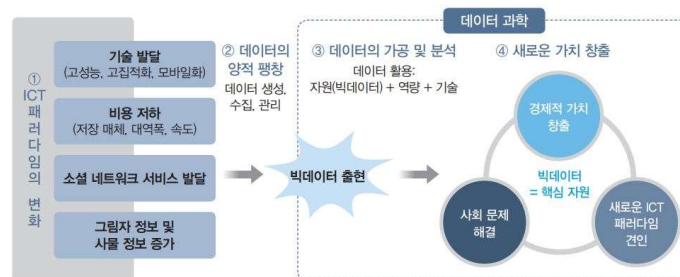 데이터 과학
① ICT 패러다임의 변화
기술 발달
(고성능, 고집적화, 모바일화)
비용 저하
(저장 매체, 대역폭, 속도)
소셜 네트워크 서비스 발달
그림자 정보 및
사물 정보 증가
② 데이터의
양적 팽창
데이터 생성,
수집, 관리
빅데이터 출현
③ 데이터의 가공 및 분석
데이터 활용:
자원(빅데이터) + 역량 + 기술
④ 새로운 가치 창출
경제적 가치
창출
빅데이터
= 핵심 자원
사회 문제
해결
새로운 ICT
패러다임
견인